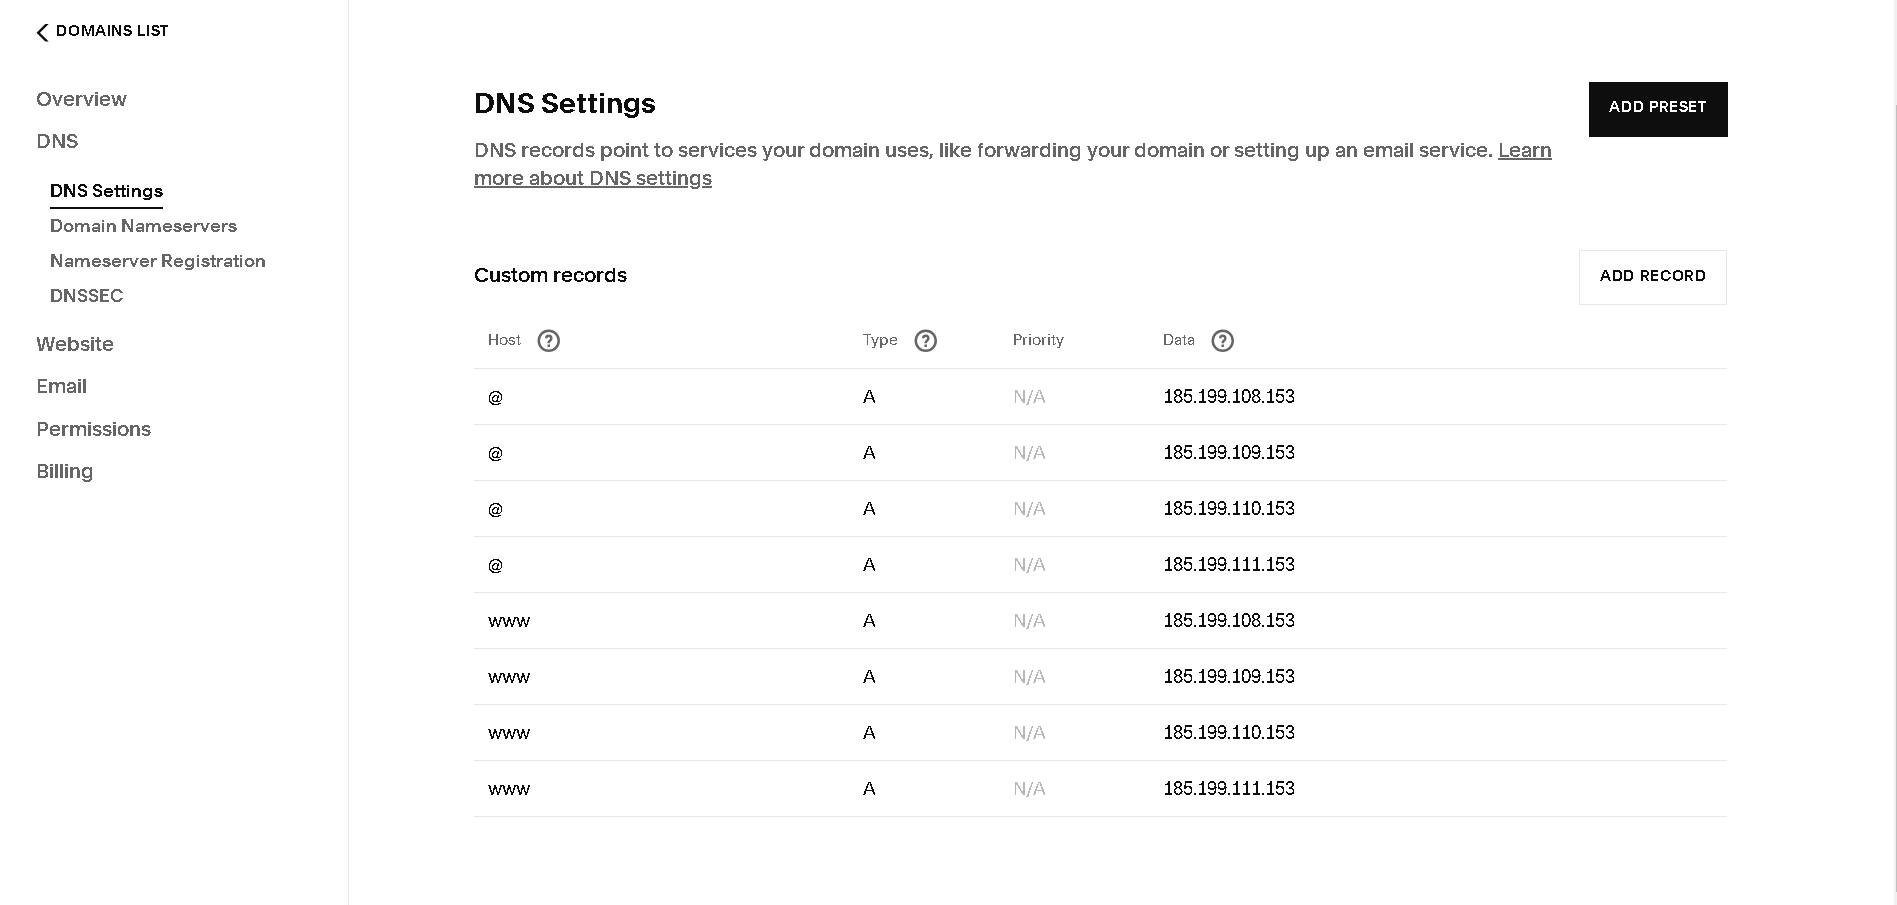 DOMAINS LIST
Overview
DNS
DNS Settings
Domain Nameservers
Nameserver Registration
DNSSEC
Website
Email
Permissions
Billing
DNS Settings
ADD PRESET
DNS records point to services your domain uses, like forwarding your domain or setting up an email service. Learn
more about DNS settings
Custom records
ADD RECORD
Host ? Type ? Priority Data ?
@ A N/A 185.199.108.153
@ A N/A 185.199.109.153
@ A N/A 185.199.110.153
@ A N/A 185.199.111.153
www A N/A 185.199.108.153
www A N/A 185.199.109.153
www A N/A 185.199.110.153
www A N/A 185.199.111.153